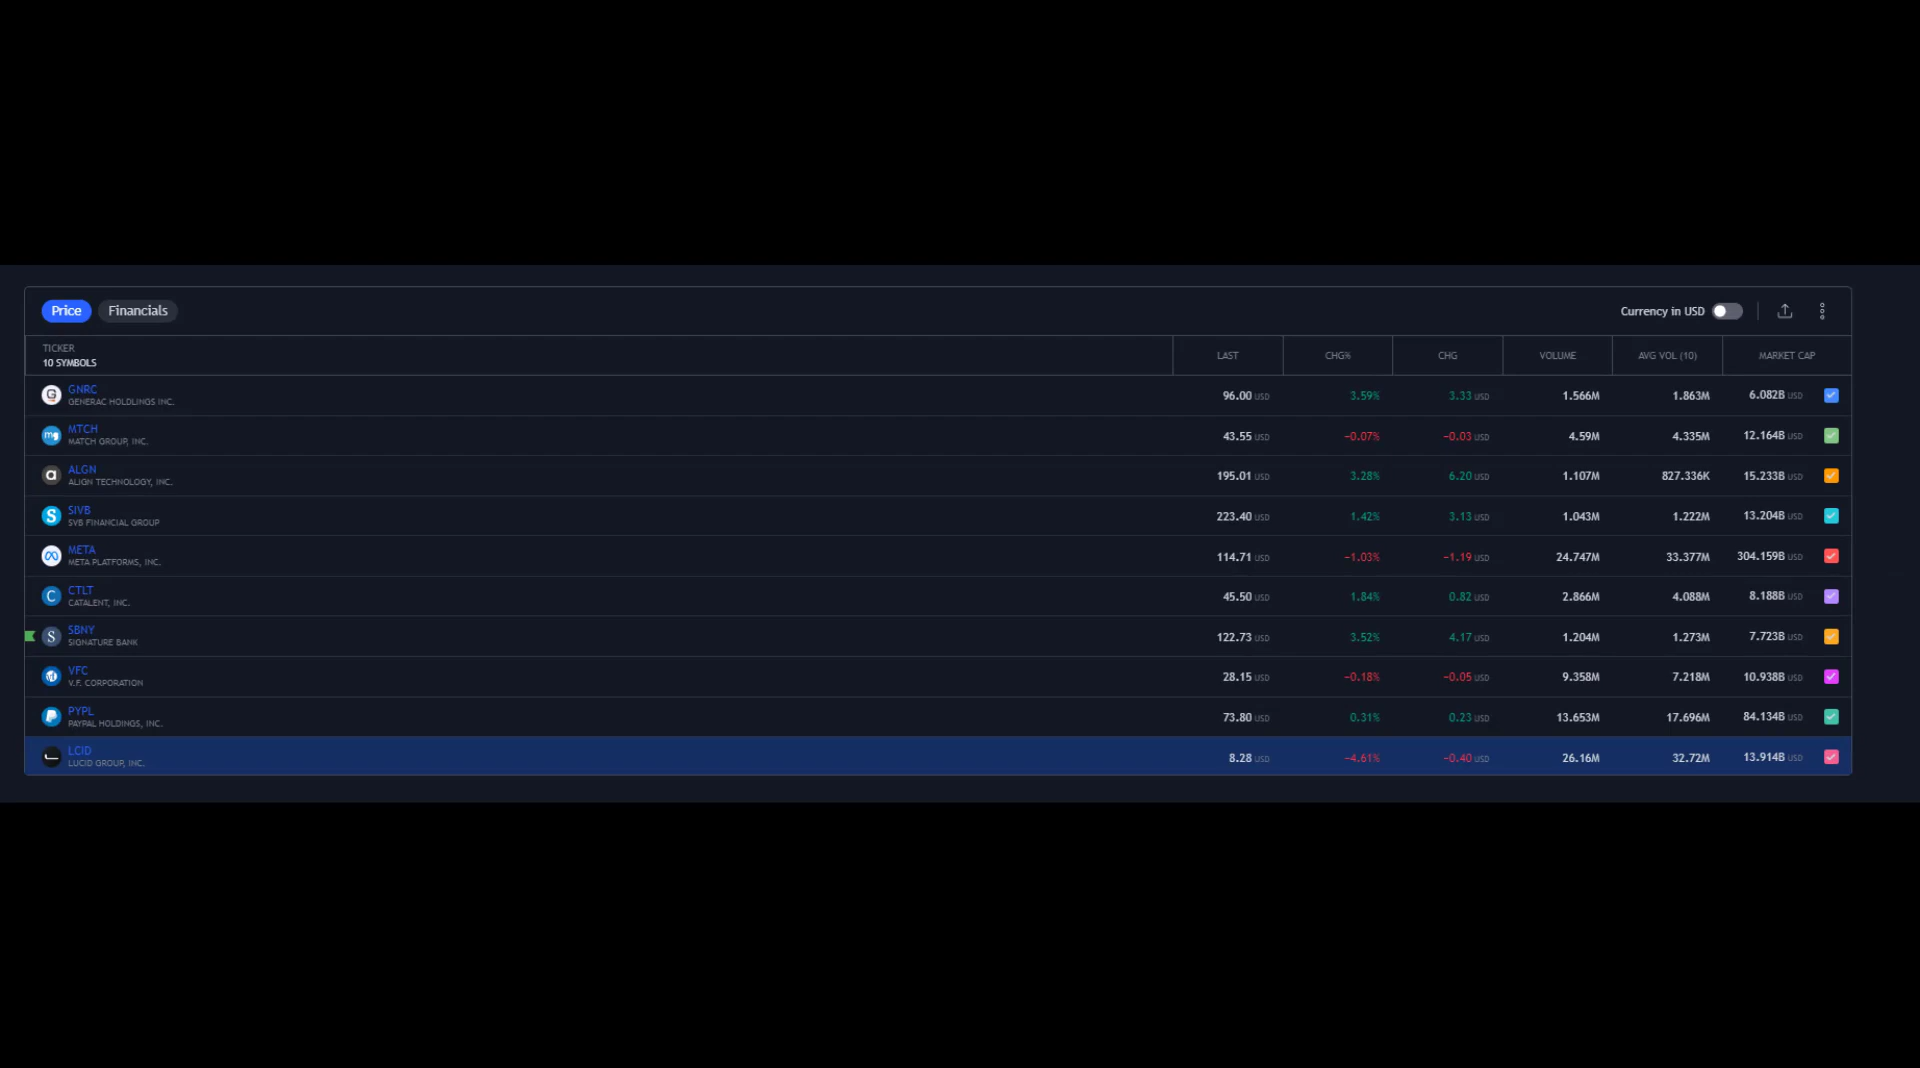 Price Financials Currency in USD
TICKER LAST CHG% CHG VOLUME AVG VOL (10) MARKET CAP
10 SYMBOLS
GNRC 96.00 USD 3.59% 3.33 USD 1.566M 1.863M 6.082B USD
GENERAC HOLDLINGS INC.
MTCH 43.55 USD −0.07% −0.03 USD 4.59M 4.335M 12.164B USD
MATCH GROUP, INC.
ALGN 195.01 USD 3.28% 6.20 USD 1.107M 827.336K 15.233B USD
ALIGN TECHNOLOGY, INC.
SIVB 223.40 USD 1.42% 3.13 USD 1.043M 1.222M 13.204B USD
SVB FINANCIAL GROUP
META 114.71 USD −1.03% −1.19 USD 24.747M 33.377M 304.159B USD
META PLATFORMS, INC.
CTLT 45.50 USD 1.84% 0.82 USD 2.866M 4.088M 8.188B USD
CATALENT, INC.
SBNY 122.73 USD 3.52% 4.17 USD 1.204M 1.273M 7.723B USD
SIGNATURE BANK
VFC 28.15 USD −0.18% −0.05 USD 9.358M 7.218M 10.938B USD
V.F. CORPORATION
PYPL 73.80 USD 0.31% 0.23 USD 13.653M 17.696M 84.134B USD
PAYPAL HOLDINGS, INC.
LCID 8.28 USD −4.61% −0.40 USD 26.16M 32.72M 13.914B USD
LUCID GROUP, INC.